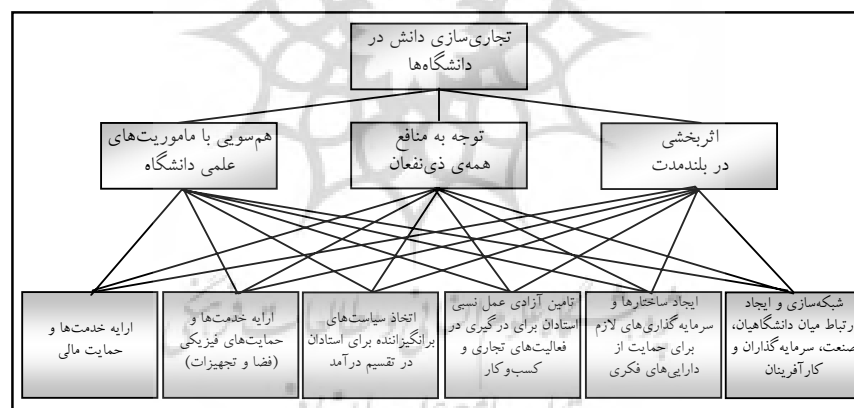 تجاری‌سازی دانش در
دانشگاه‌ها
اثربخشی
در بلندمدت
توجه به منافع
همه‌ی ذی‌نفعان
هم‌سویی با ماموریت‌های
علمی دانشگاه
شبکه‌سازی و ایجاد
ارتباط میان دانشگاهیان،
صنعت، سرمایه‌گذاران و
کارآفرینان
ایجاد ساختارها و
سرمایه‌گذاری‌های لازم
برای حمایت از
دارایی‌های فکری
تامین آزادی عمل نسبی
استادان برای درگیری در
فعالیت‌های تجاری و
کسب‌وکار
اتخاذ سیاست‌های
برانگیزاننده برای استادان
در تقسیم درآمد
ارایه خدمت‌ها و
حمایت‌های فیزیکی
(فضا و تجهیزات)
ارایه خدمت‌ها و
حمایت مالی